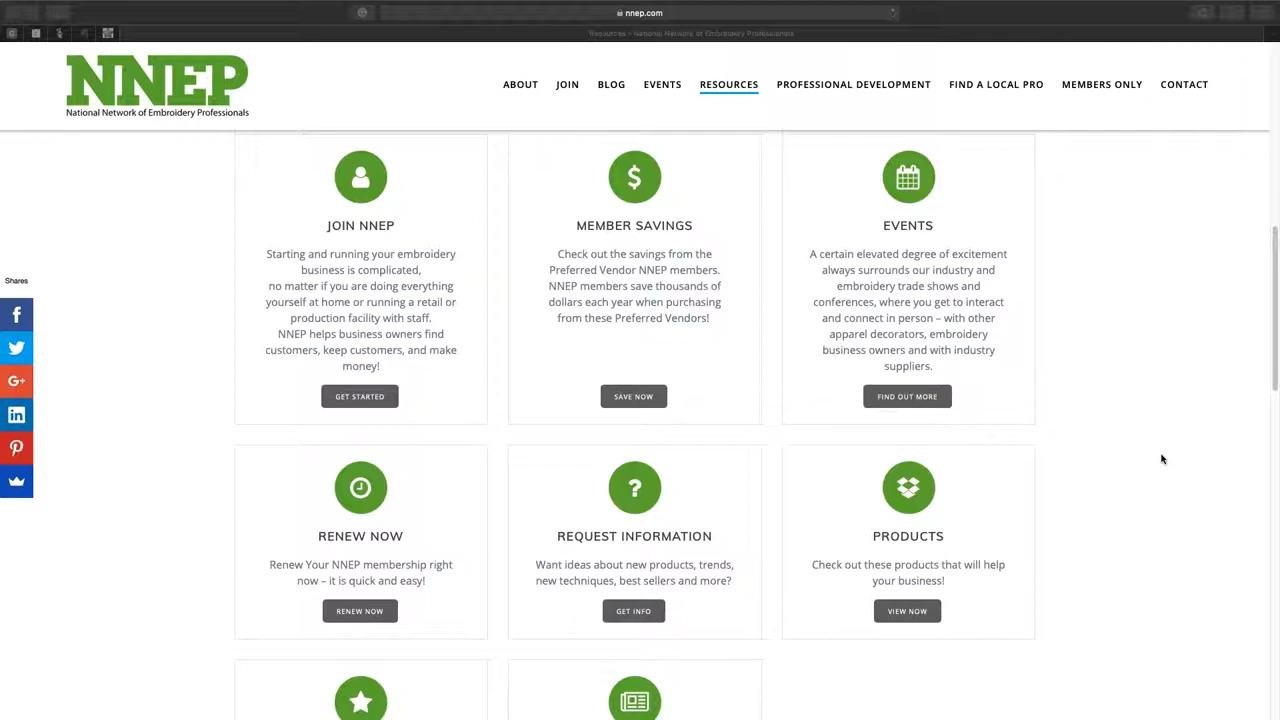 nnep.com
Resources – National Network of Embroidery Professionals
NNEP
National Network of Embroidery Professionals
ABOUT JOIN BLOG EVENTS RESOURCES PROFESSIONAL DEVELOPMENT FIND A LOCAL PRO MEMBERS ONLY CONTACT
Shares
JOIN NNEP
Starting and running your embroidery
business is complicated,
no matter if you are doing everything
yourself at home or running a retail or
production facility with staff.
NNEP helps business owners find
customers, keep customers, and make
money!
GET STARTED
MEMBER SAVINGS
Check out the savings from the
Preferred Vendor NNEP members.
NNEP members save thousands of
dollars each year when purchasing
from these Preferred Vendors!
SAVE NOW
EVENTS
A certain elevated degree of excitement
always surrounds our industry and
embroidery trade shows and
conferences, where you get to interact
and connect in person – with other
apparel decorators, embroidery
business owners and with industry
suppliers.
FIND OUT MORE
RENEW NOW
Renew Your NNEP membership right
now – it is quick and easy!
RENEW NOW
REQUEST INFORMATION
Want ideas about new products, trends,
new techniques, best sellers and more?
GET INFO
PRODUCTS
Check out these products that will help
your business!
VIEW NOW